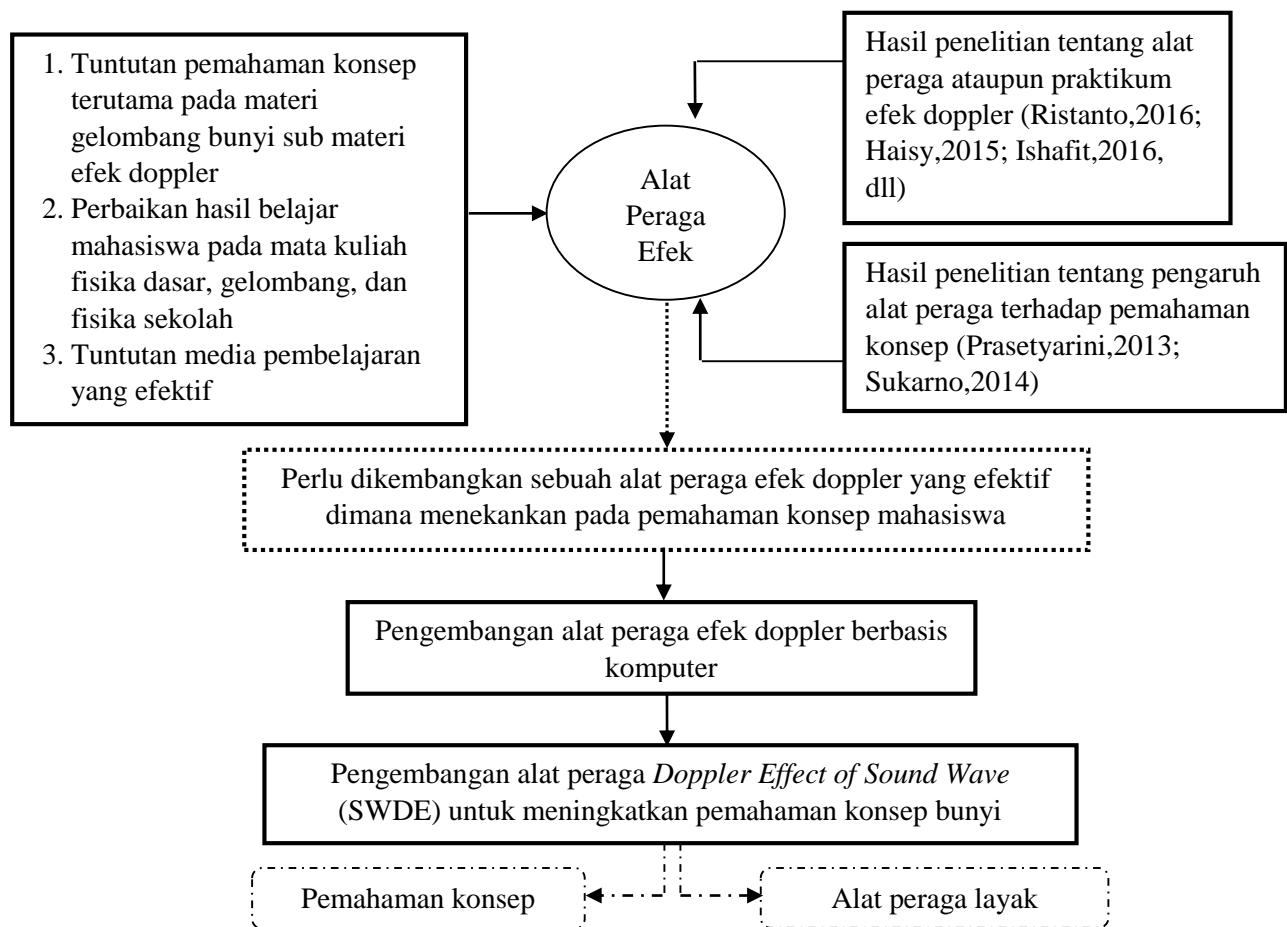 1. Tuntutan pemahaman konsep
terutama pada materi
gelombang bunyi sub materi
efek doppler
2. Perbaikan hasil belajar
mahasiswa pada mata kuliah
fisika dasar, gelombang, dan
fisika sekolah
3. Tuntutan media pembelajaran
yang efektif
Alat
Peraga
Efek
Hasil penelitian tentang alat
peraga ataupun praktikum
efek doppler (Ristanto,2016;
Haisy,2015; Ishafit,2016,
dll)
Hasil penelitian tentang pengaruh
alat peraga terhadap pemahaman
konsep (Prasetyarini,2013;
Sukarno,2014)
Perlu dikembangkan sebuah alat peraga efek doppler yang efektif
dimana menekankan pada pemahaman konsep mahasiswa
Pengembangan alat peraga efek doppler berbasis
komputer
Pengembangan alat peraga Doppler Effect of Sound Wave
(SWDE) untuk meningkatkan pemahaman konsep bunyi
Pemahaman konsep
Alat peraga layak